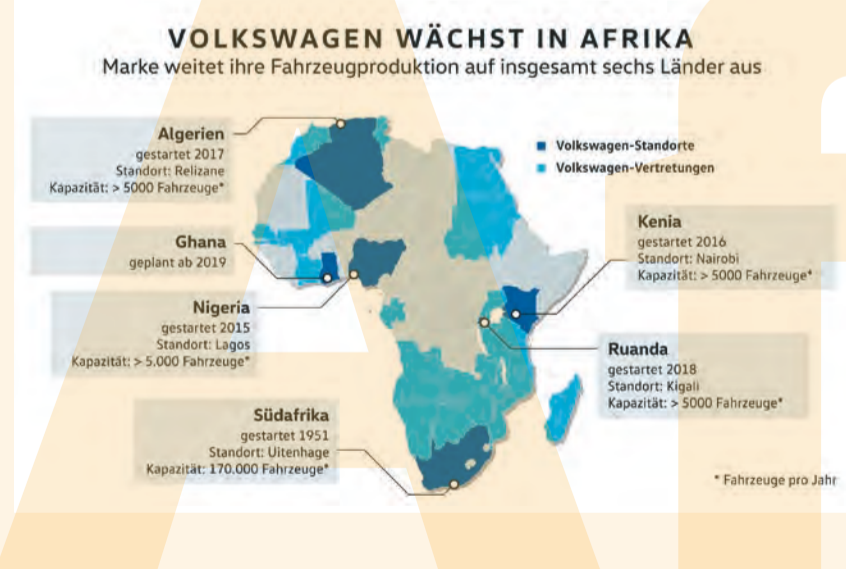 VOLKSWAGEN WÄCHST IN AFRIKA
Marke weitet ihre Fahrzeugproduktion auf insgesamt sechs Länder aus
Algerien
gestartet 2017
Standort: Relizane
Kapazität: > 5000 Fahrzeuge*
Volkswagen-Standorte
Volkswagen-Vertretungen
Ghana
geplant ab 2019
Kenia
gestartet 2016
Standort: Nairobi
Kapazität: > 5000 Fahrzeuge*
Nigeria
gestartet 2015
Standort: Lagos
Kapazität: > 5.000 Fahrzeuge*
Ruanda
gestartet 2018
Standort: Kigali
Kapazität: > 5000 Fahrzeuge*
Südafrika
gestartet 1951
Standort: Uitenhage
Kapazität: 170.000 Fahrzeuge*
* Fahrzeuge pro Jahr